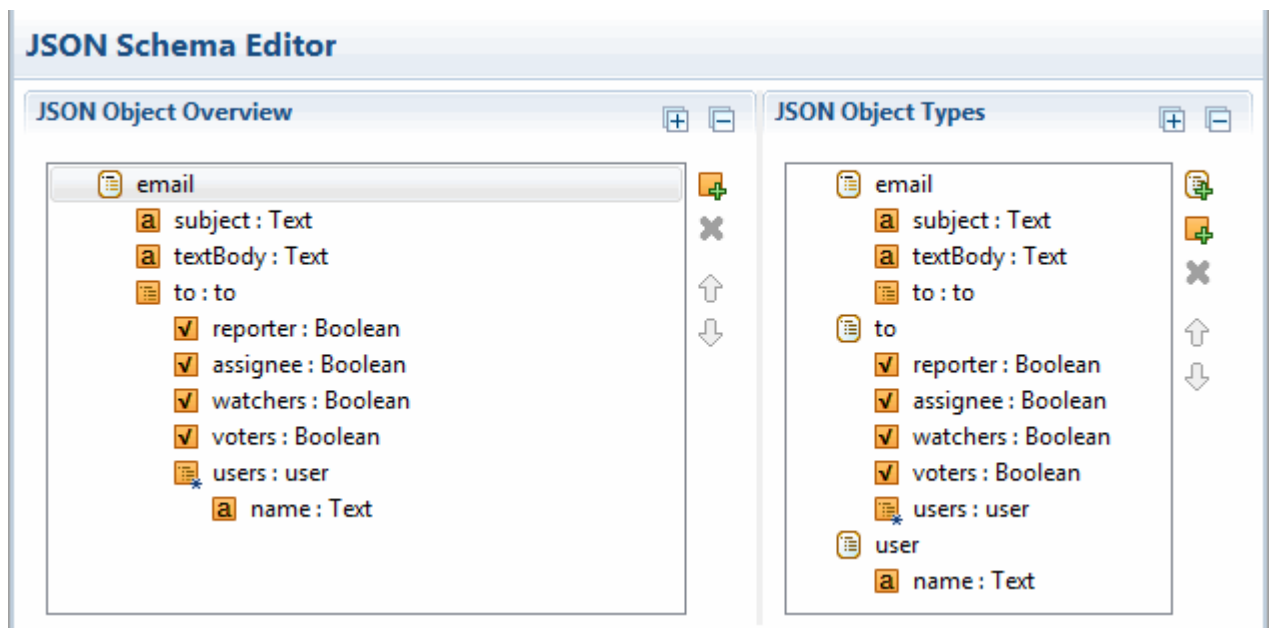 JSON Schema Editor
JSON Object Overview
email
subject : Text
textBody : Text
to : to
reporter : Boolean
assignee : Boolean
watchers : Boolean
voters : Boolean
users : user
name : Text
JSON Object Types
email
subject : Text
textBody : Text
to : to
to
reporter : Boolean
assignee : Boolean
watchers : Boolean
voters : Boolean
users : user
user
name : Text